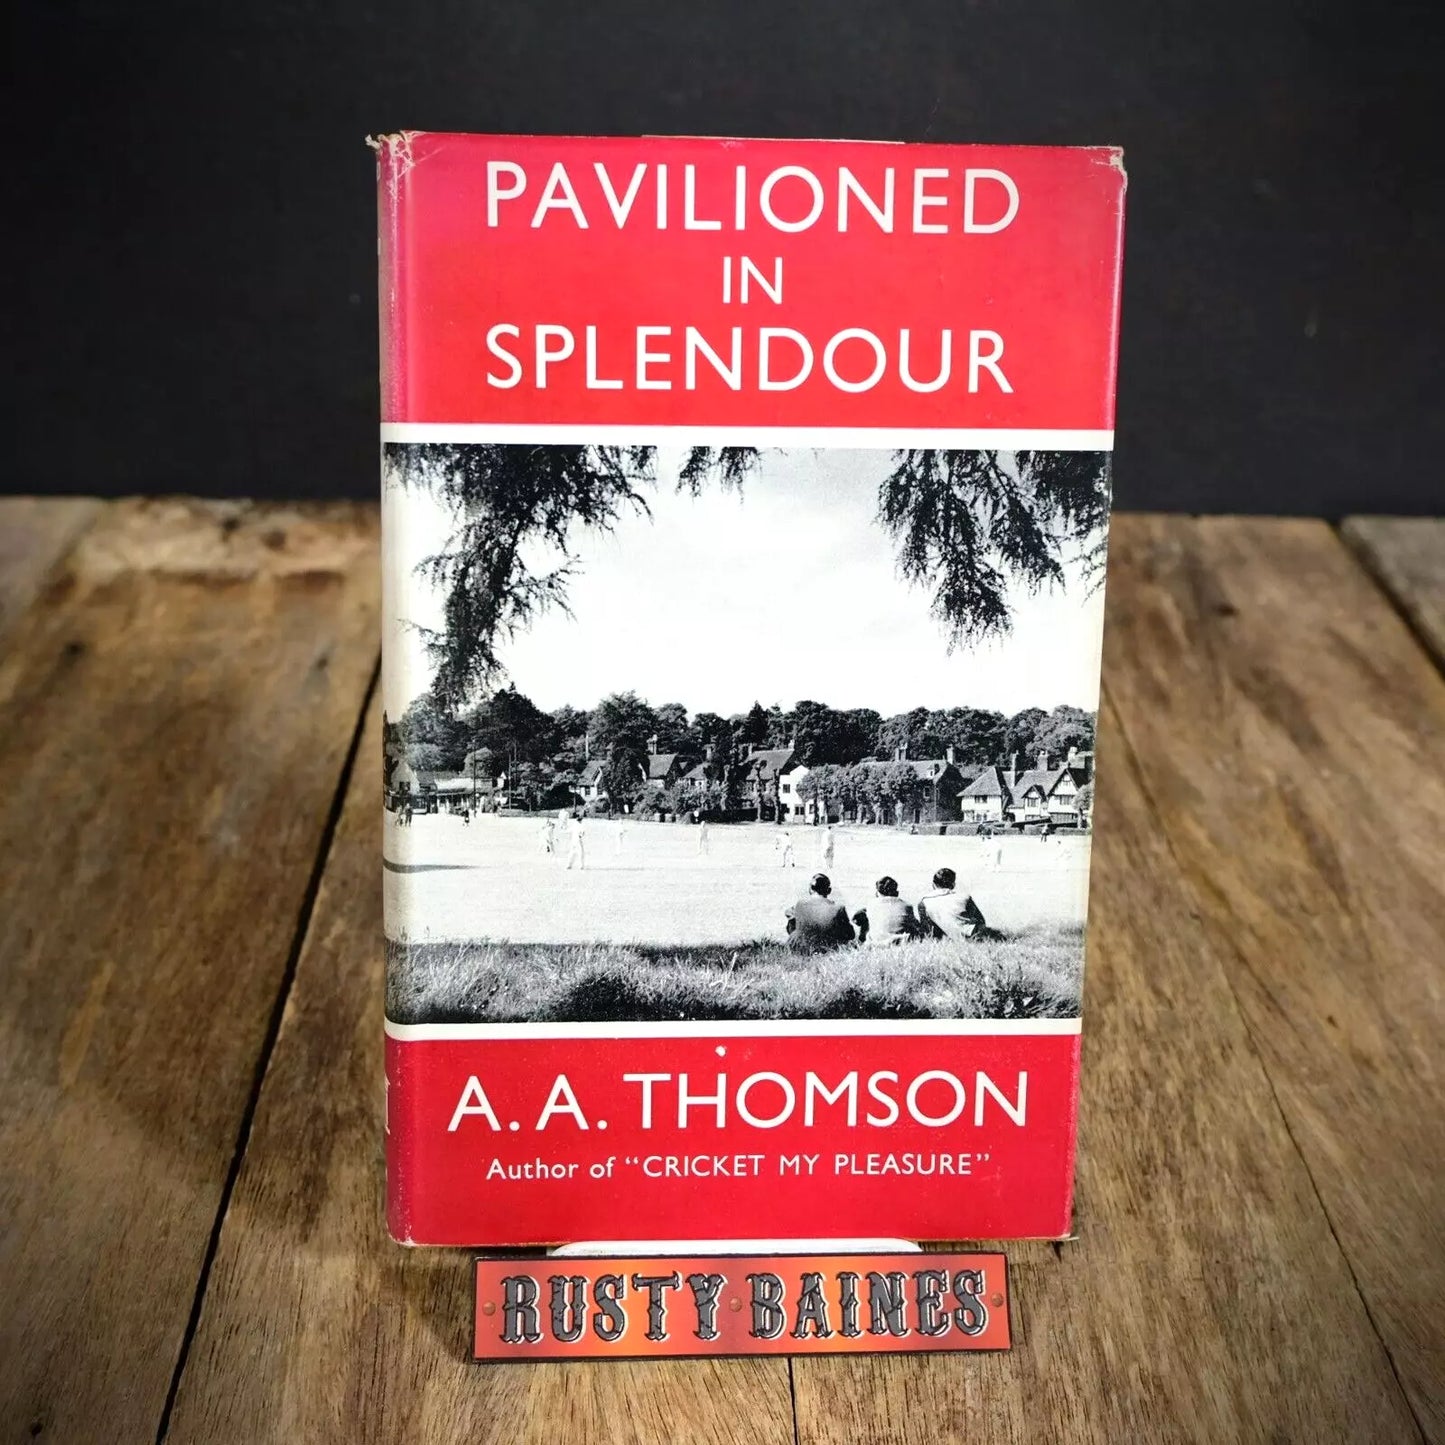 PAVILIONED
IN
SPLENDOUR
A. A. THOMSON
Author of "CRICKET MY PLEASURE"
RUSTY BAINES